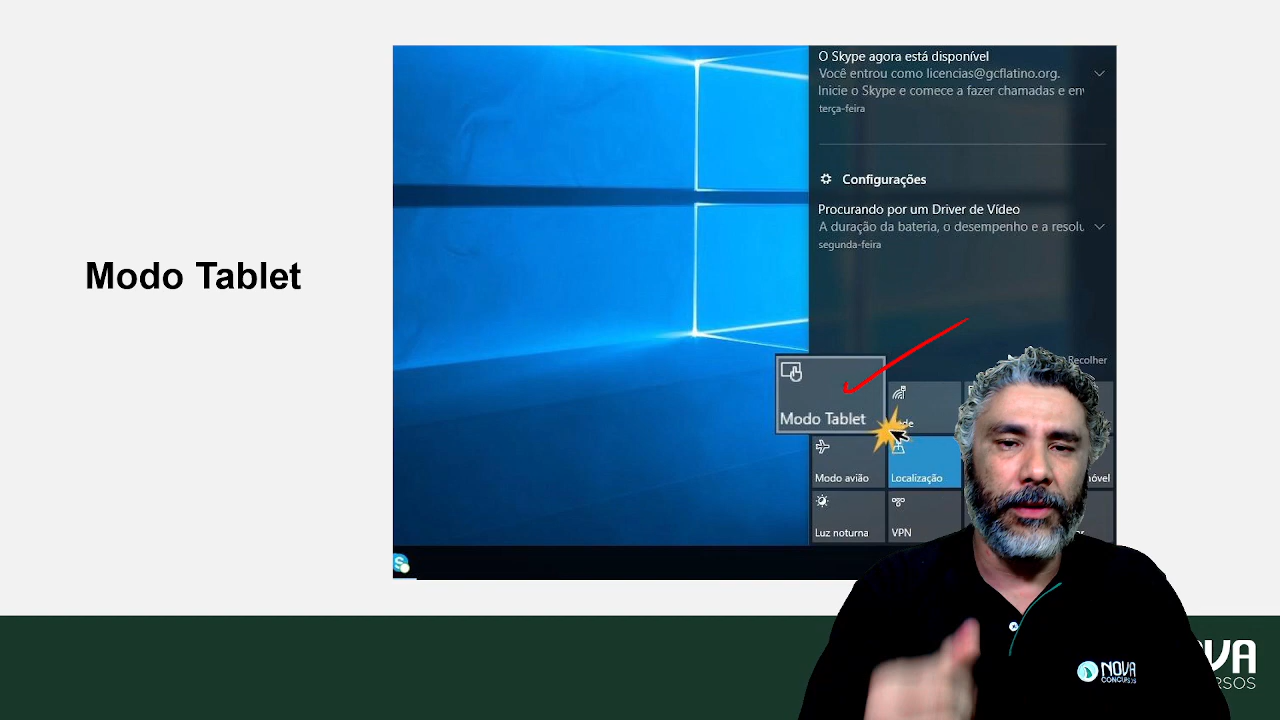 Modo Tablet
O Skype agora está disponível
Você entrou como licencias@gcflatino.org.
Inicie o Skype e comece a fazer chamadas e
terça-feira
Configurações
Procurando por um Driver de Vídeo
A duração da bateria, o desempenho e a
segunda-feira
Recolher
Modo Tablet
Modo avião
Localização
Luz noturna
VPN
NOVA
CONCURSOS